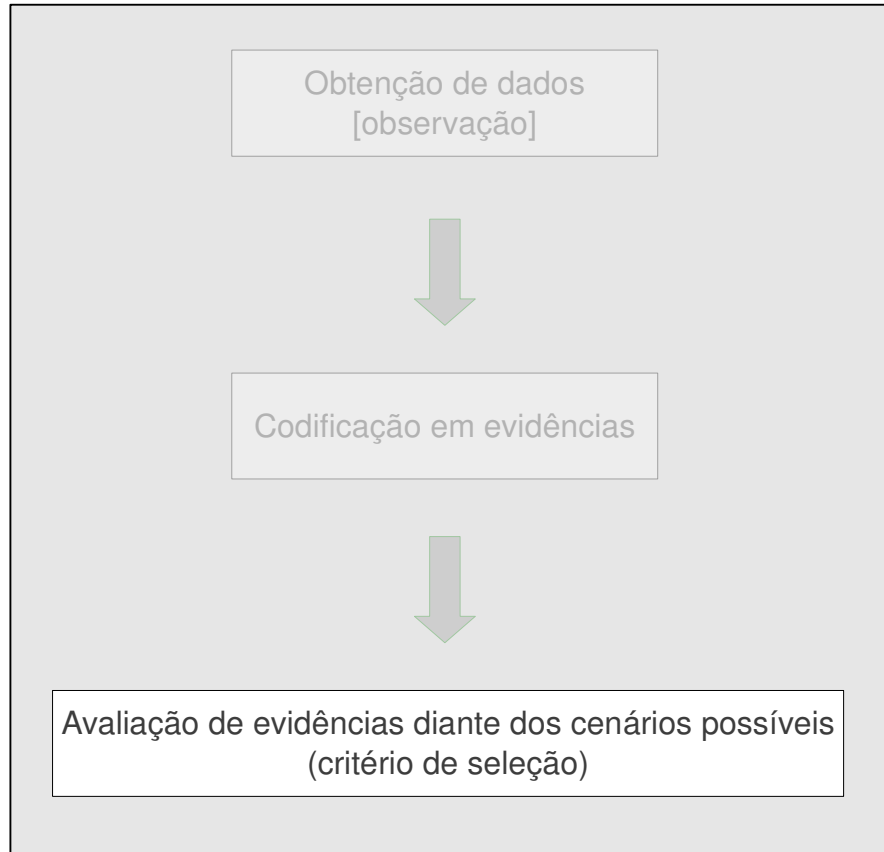 Obtenção de dados
[observação]
Codificação em evidências
Avaliação de evidências diante dos cenários possíveis
(critério de seleção)